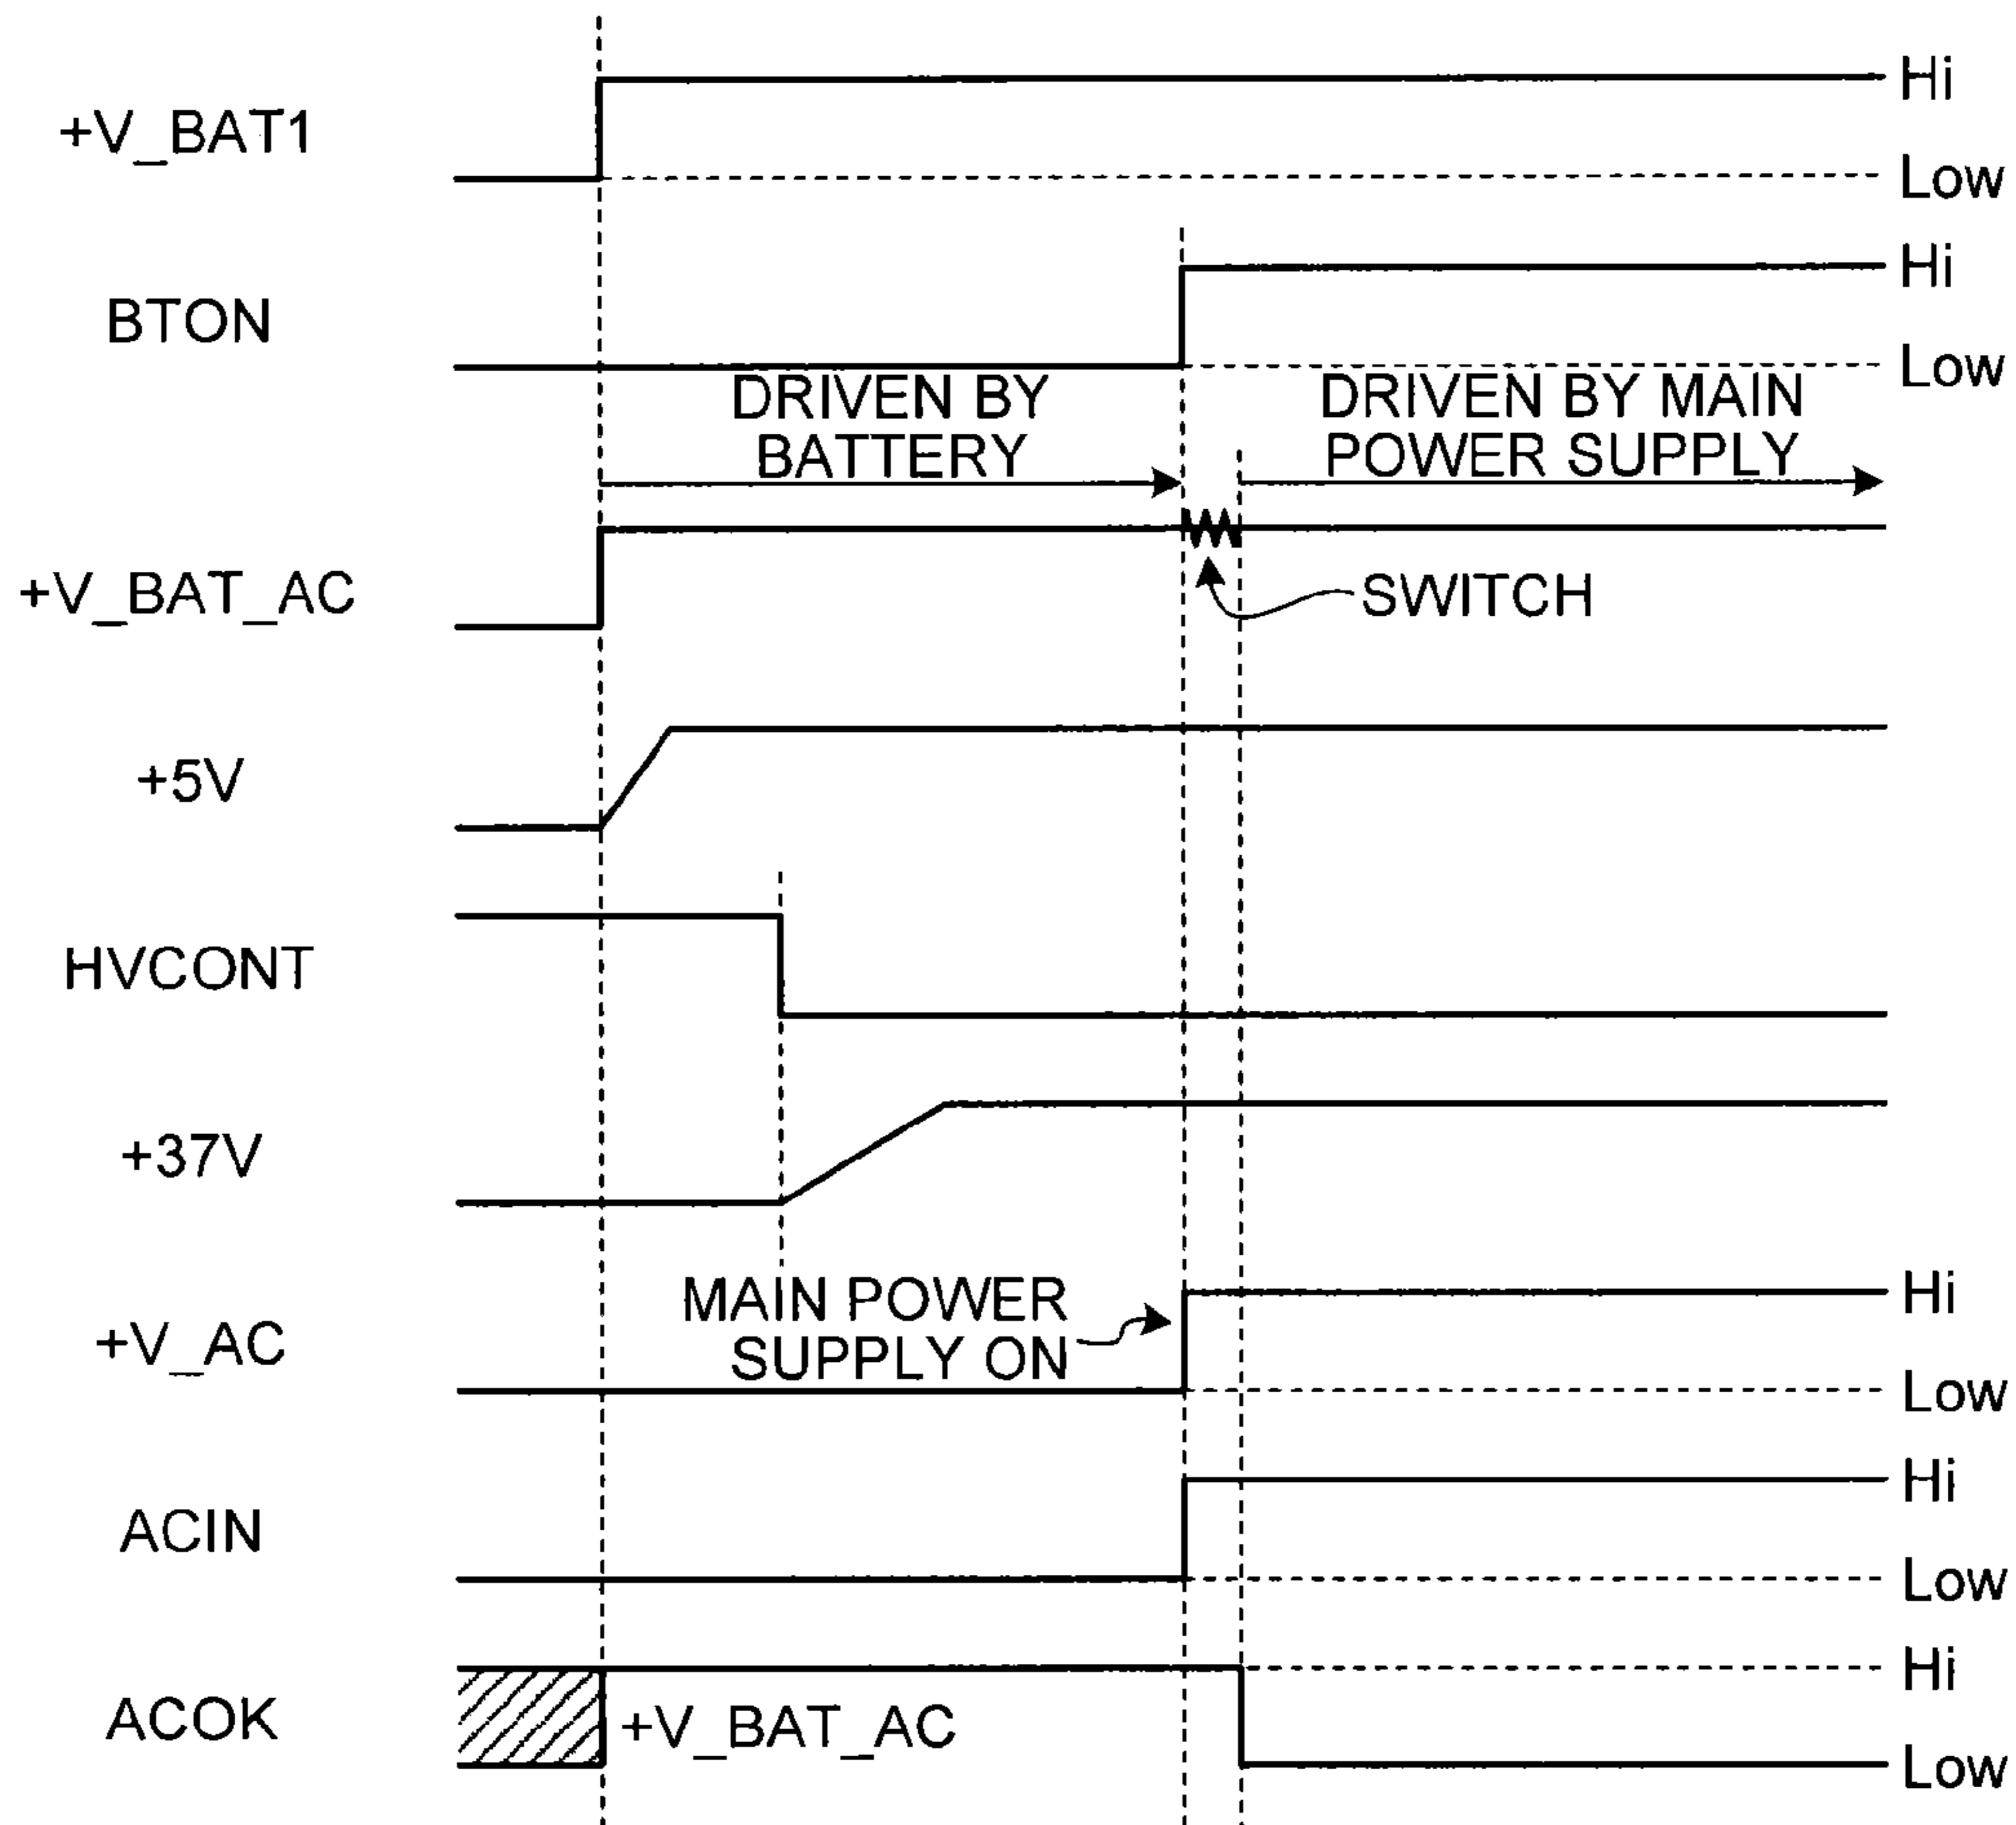 +V_BAT1
Hi
Low
BTON
Hi
Low
DRIVEN BY
BATTERY
DRIVEN BY MAIN
POWER SUPPLY
+V_BAT_AC
SWITCH
+5V
HVCONT
+37V
+V_AC
MAIN POWER
SUPPLY ON
Hi
Low
ACIN
Hi
Low
ACOK
+V_BAT_AC
Hi
Low